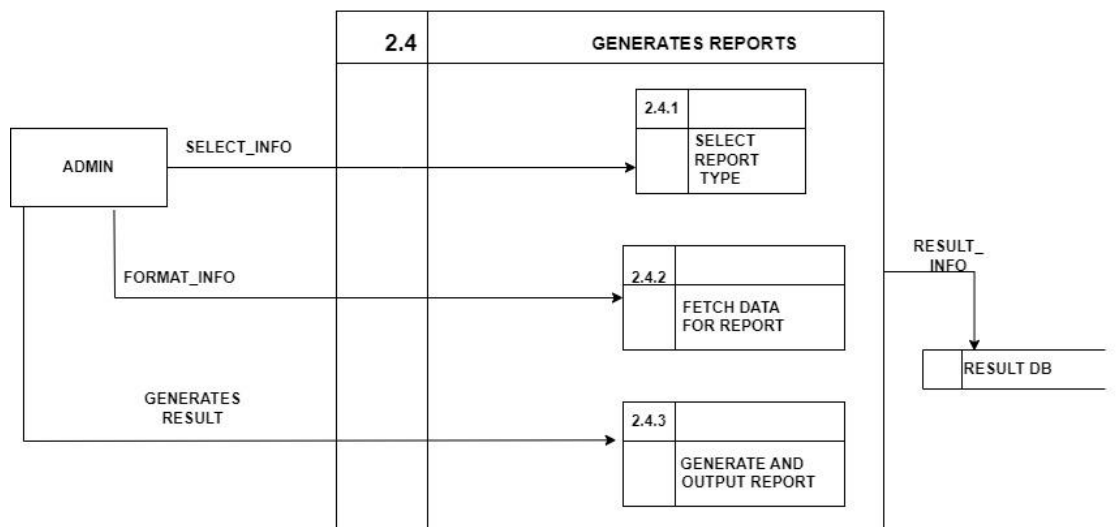 2.4
GENERATES REPORTS
2.4.1
SELECT
REPORT
TYPE
ADMIN
SELECT_INFO
FORMAT_INFO
2.4.2
FETCH DATA
FOR REPORT
RESULT_
INFO
RESULT DB
GENERATES
RESULT
2.4.3
GENERATE AND
OUTPUT REPORT